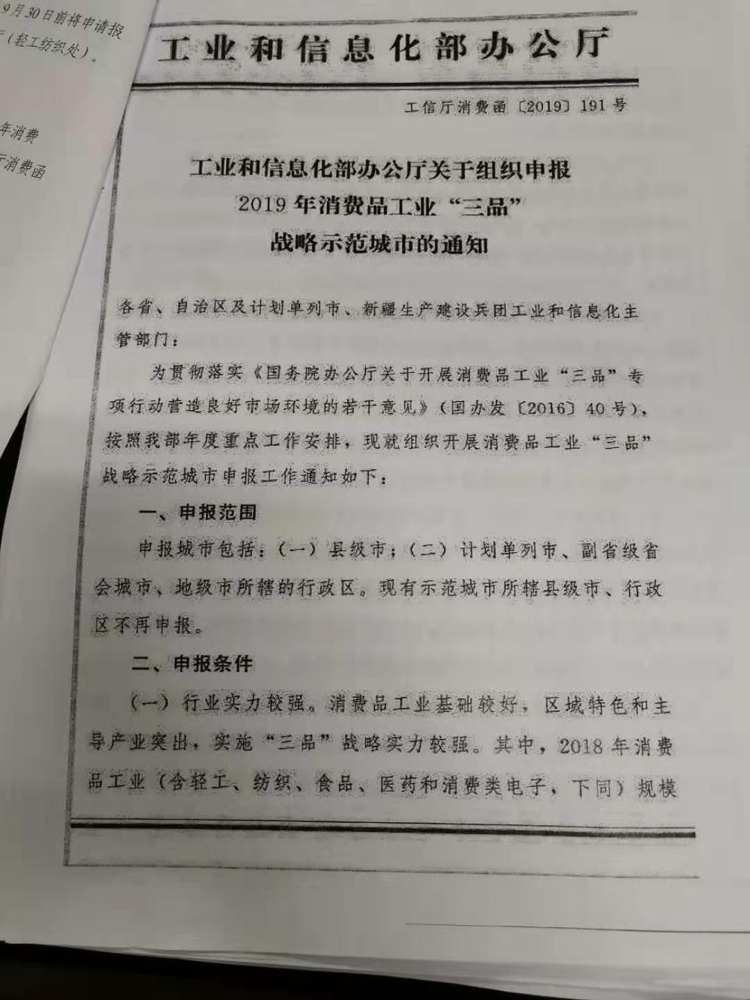 9月30日前将申请报
（轻工纺织处）。
年消费
厅消费函
工业和信息化部办公厅
工信厅消费函〔2019〕191号
工业和信息化部办公厅关于组织申报
2019年消费品工业“三品”
战略示范城市的通知
各省、自治区及计划单列市、新疆生产建设兵团工业和信息化主
管部门：
为贯彻落实《国务院办公厅关于开展消费品工业“三品”专
项行动营造良好市场环境的若干意见》（国办发〔2016〕40号），
按照我部年度重点工作安排，现就组织开展消费品工业“三品”
战略示范城市申报工作通知如下：
一、申报范围
申报城市包括：（一）县级市；（二）计划单列市、副省级省
会城市、地级市所辖的行政区。现有示范城市所辖县级市、行政
区不再申报。
二、申报条件
（一）行业实力较强。消费品工业基础较好，区域特色和主
导产业突出，实施“三品”战略实力较强。其中，2018年消费
品工业（含轻工、纺织、食品、医药和消费类电子，下同）规模